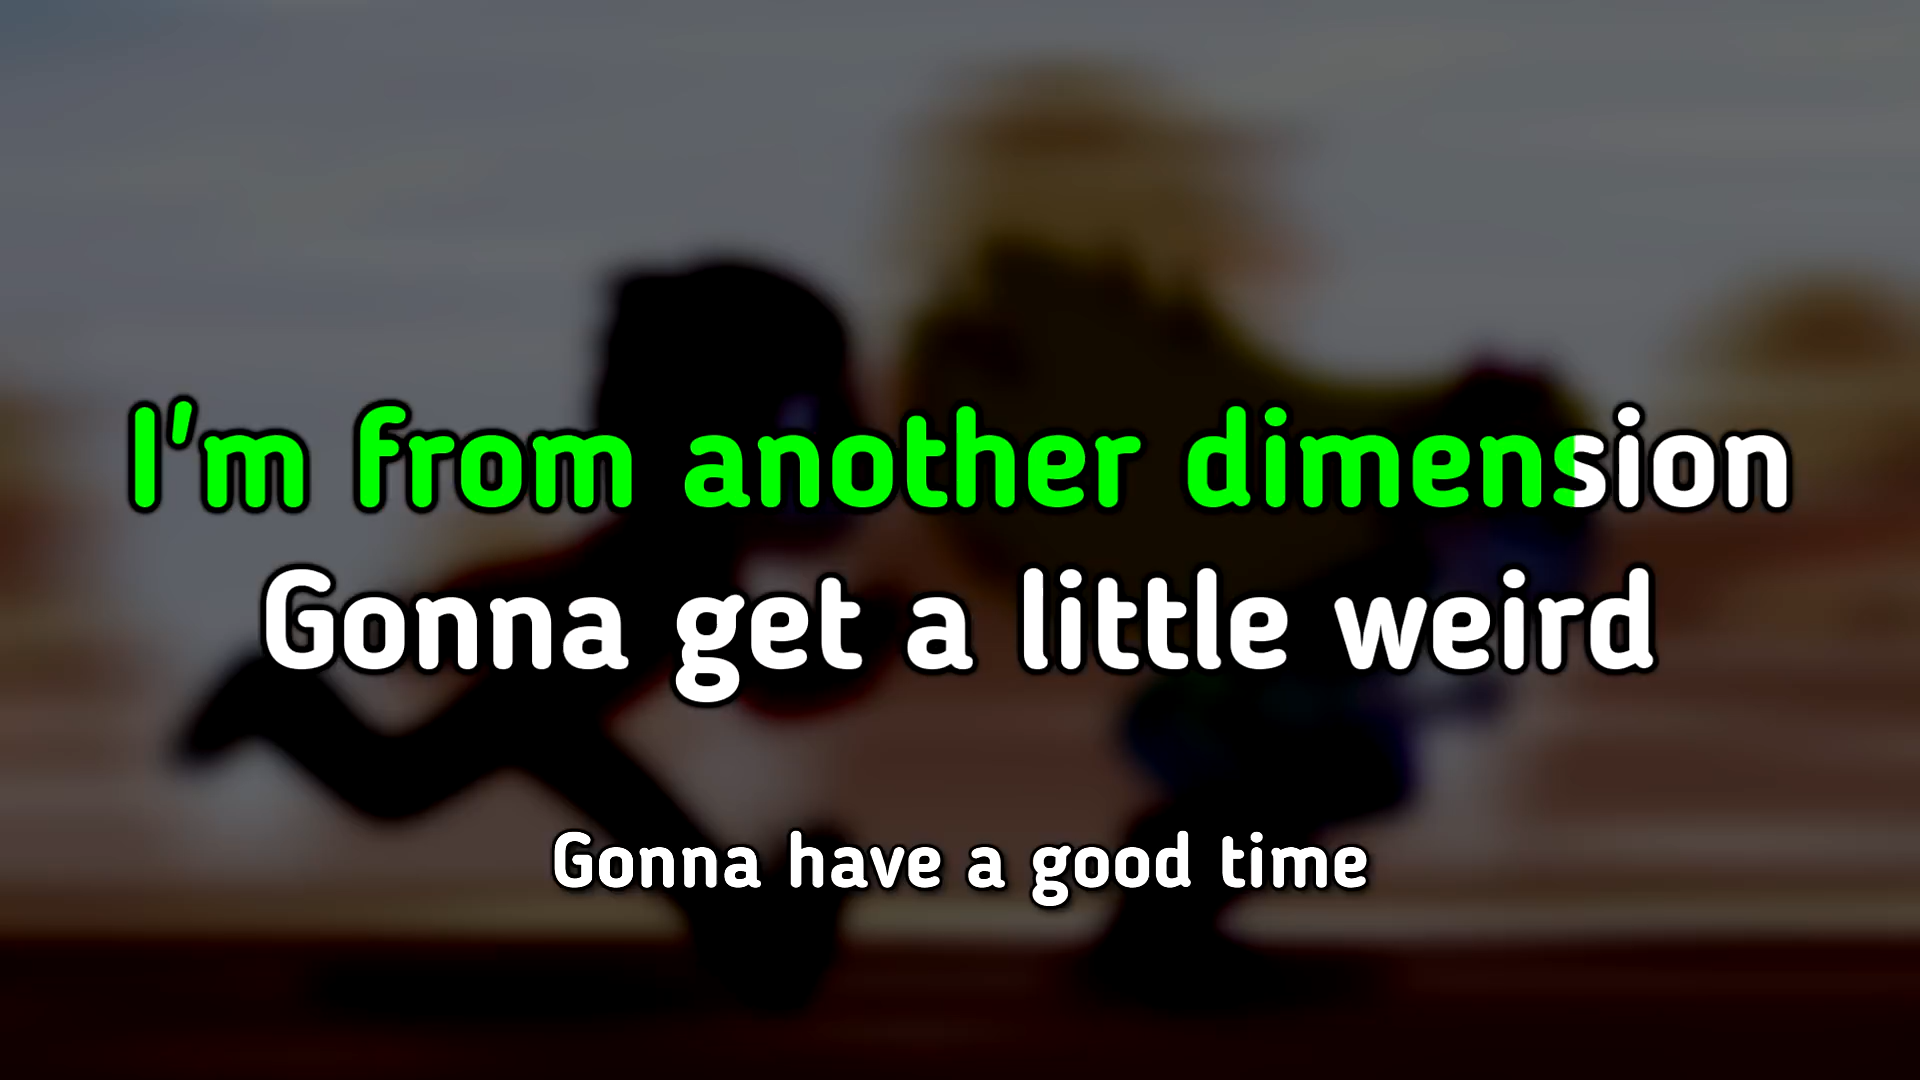 I'm from another dimension
Gonna get a little weird
Gonna have a good time